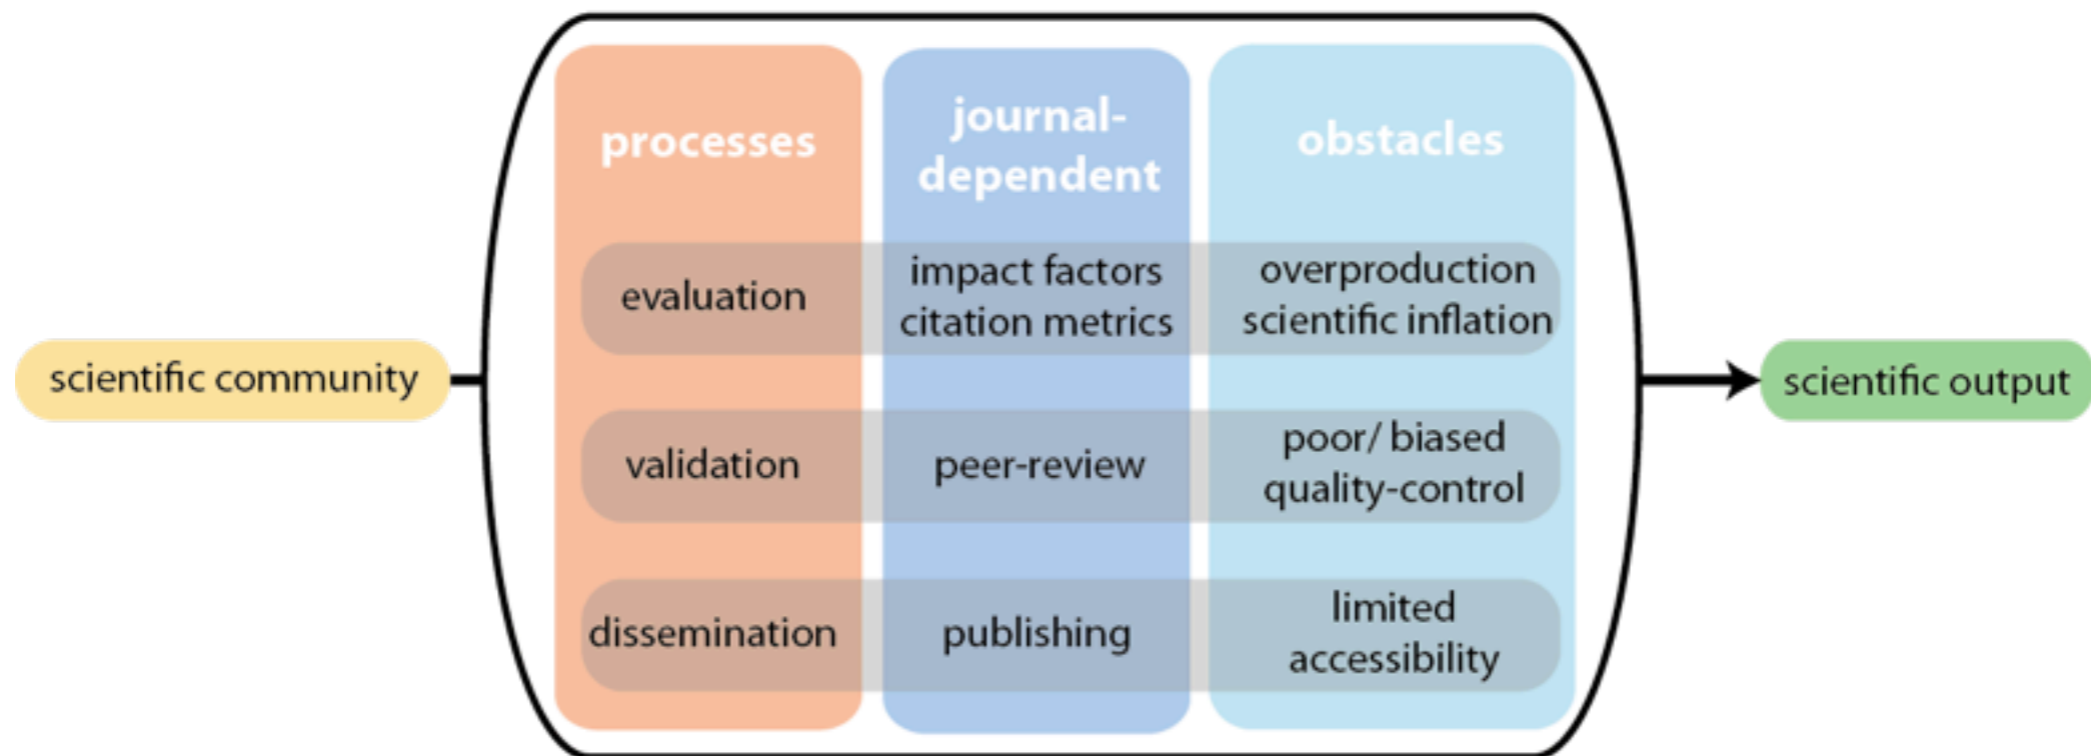 scientific community
processes
journal-
dependent
obstacles
evaluation
impact factors
citation metrics
overproduction
scientific inflation
validation
peer-review
poor/ biased
quality-control
dissemination
publishing
limited
accessibility
scientific output